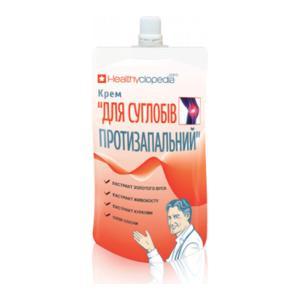 Healthyclopedia
Крем
"ДЛЯ СУГЛОБІВ
ПРОТИЗАПАЛЬНИЙ"
ЕКСТРАКТ ЗОЛОТОГО ВУСА
ЕКСТРАКТ ЖИВОКОСТУ
ЕКСТРАКТ КУРКУМИ